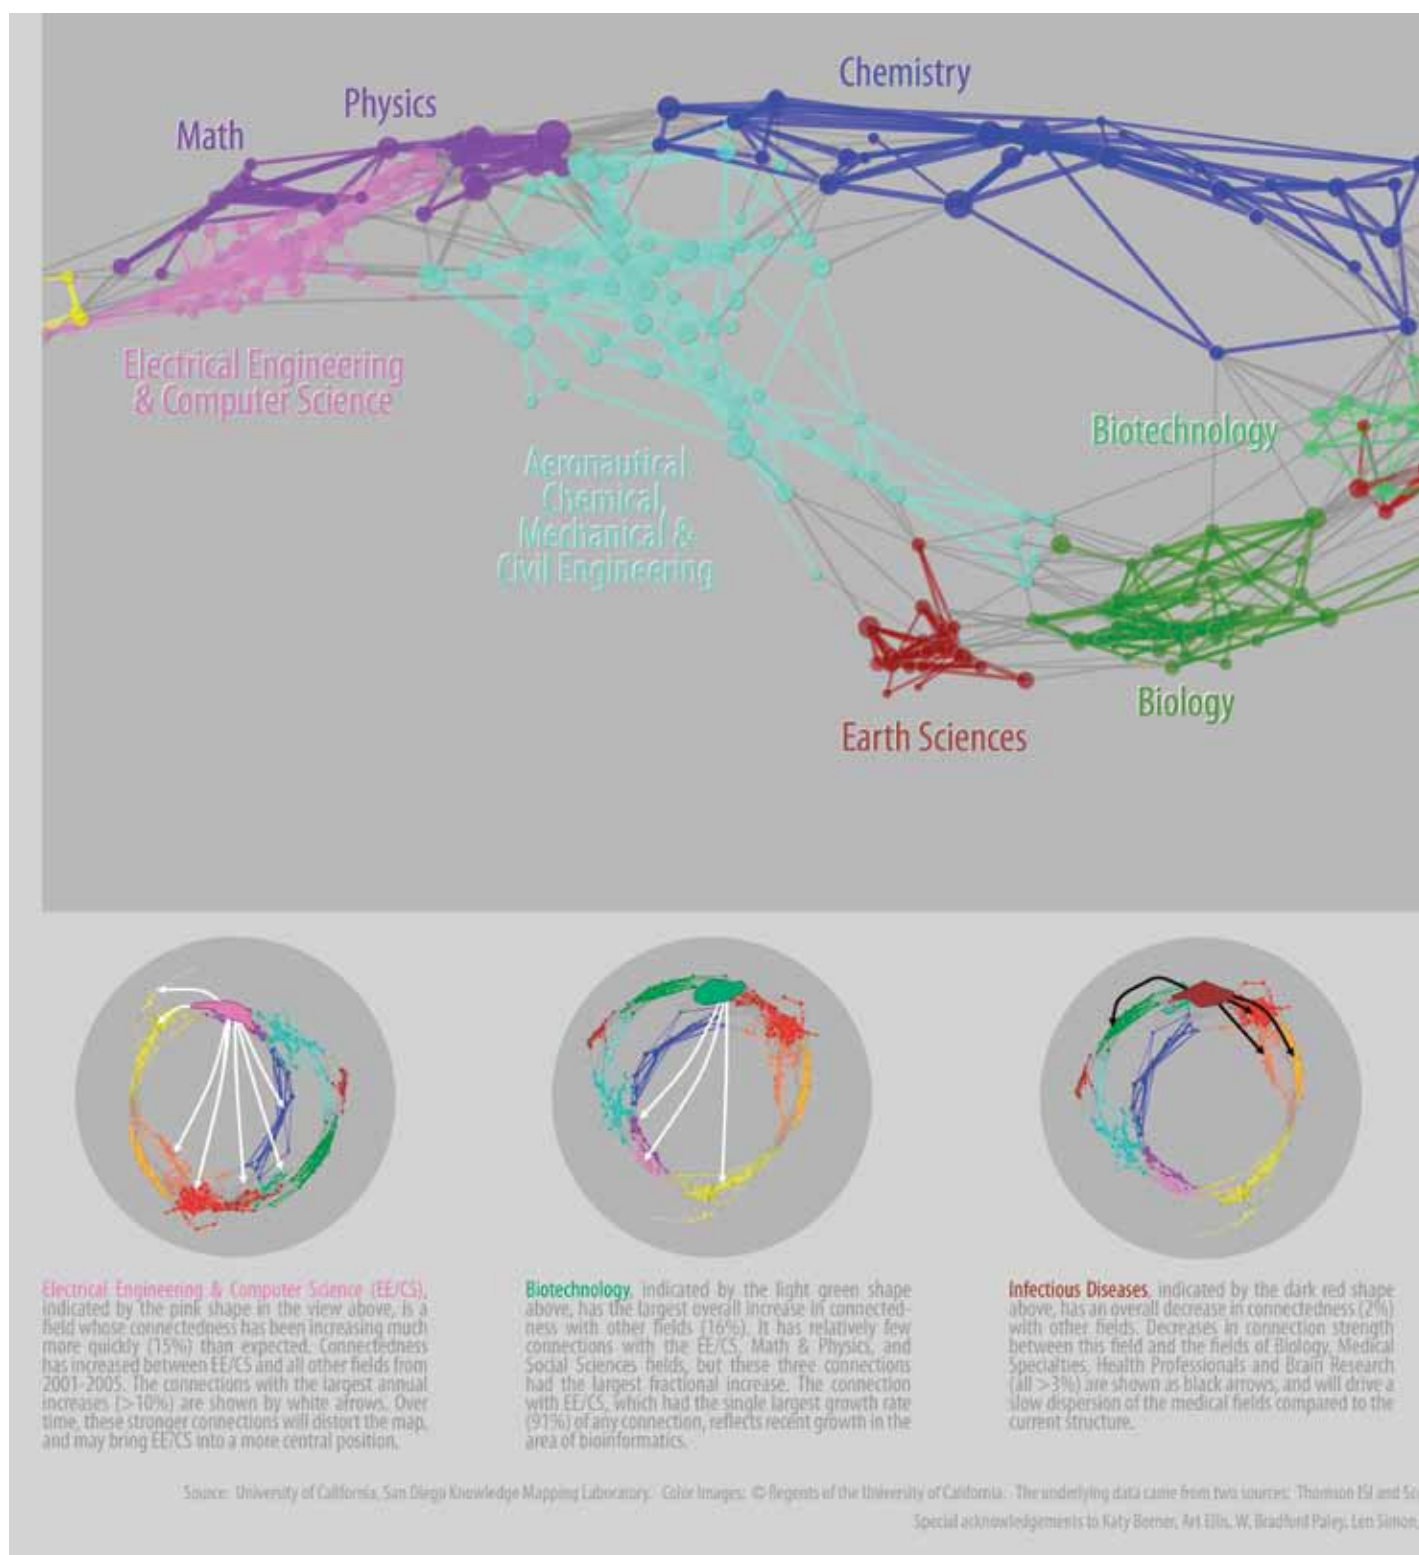 Chemistry
Physics
Math
Electrical Engineering
& Computer Science
Biotechnology
Aeronautical,
Chemical,
Mechanical &
Civil Engineering
Biology
Earth Sciences
Electrical Engineering & Computer Science (EE/CS),
indicated by the pink shape in the view above, is a
field whose connectedness has been increasing much
more quickly (15%) than expected. Connectedness
has increased between EE/CS and all other fields from
2001-2005. The connections with the largest annual
increases (>10%) are shown by white arrows. Over
time, these stronger connections will distort the map,
and may bring EE/CS into a more central position.
Biotechnology, indicated by the light green shape
above, has the largest overall increase in connected-
ness with other fields (16%). It has relatively few
connections with the EE/CS, Math & Physics, and
Social Sciences fields, but these three connections
had the largest fractional increase. The connection
with EE/CS, which had the single largest growth rate
(91%) of any connection, reflects recent growth in the
area of bioinformatics.
Infectious Diseases, indicated by the dark red shape
above, has an overall decrease in connectedness (2%)
with other fields. Decreases in connection strength
between this field and the fields of Biology, Medical
Specialties, Health Professionals and Brain Research
(all >3%) are shown as black arrows, and will drive a
slow dispersion of the medical fields compared to the
current structure.
Source: University of California, San Diego Knowledge Mapping Laboratory. Color Images: © Regents of the University of California. The underlying data came from two sources: Thomson ISI and Sc
Special acknowledgements to Katy Borner, Art Ellis, W. Bradford Paley, Len Simon,